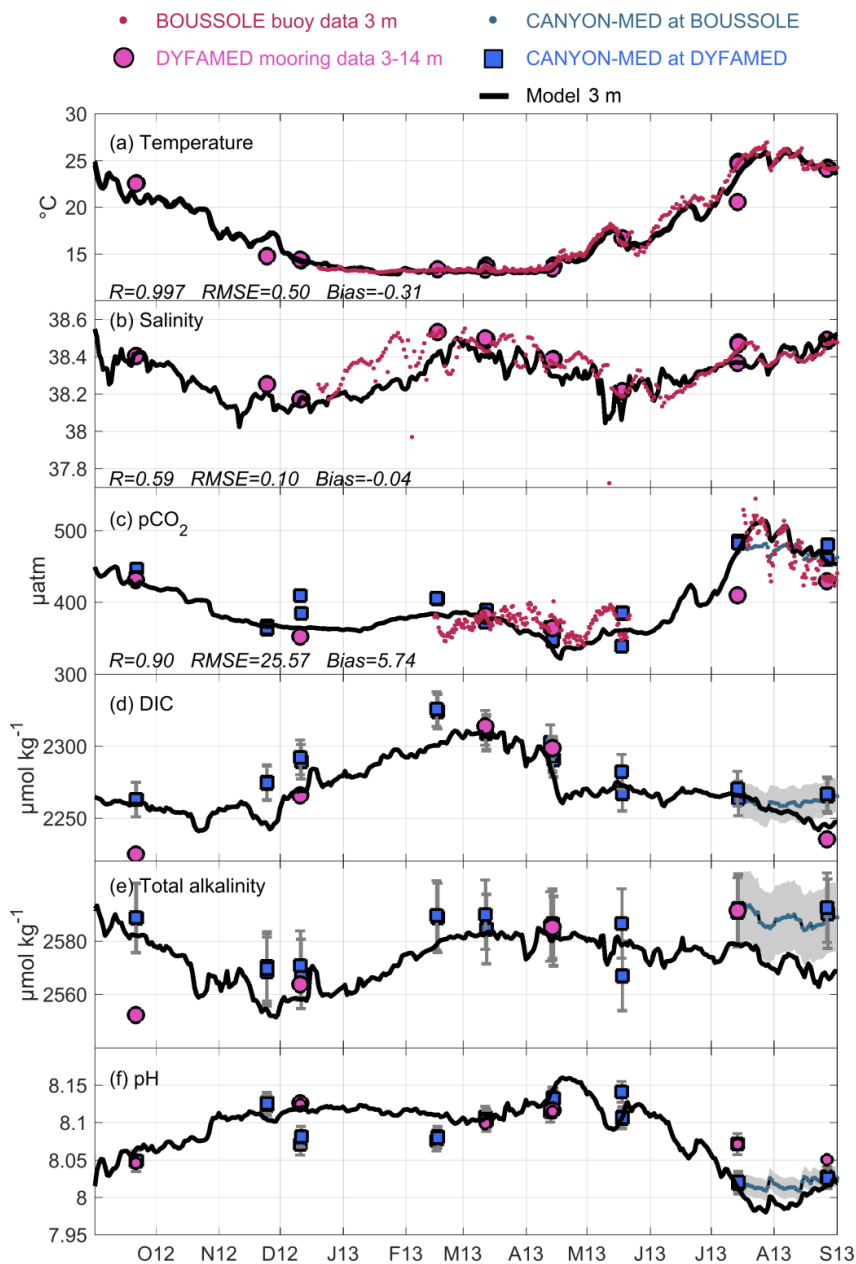 BOUSSOLE buoy data 3 m
CANYON-MED at BOUSSOLE
DYFAMED mooring data 3-14 m
CANYON-MED at DYFAMED
Model 3 m
(a) Temperature
°C
30
25
20
15
R=0.997 RMSE=0.50 Bias=-0.31
(b) Salinity
38.6
38.4
38.2
38
37.8
R=0.59 RMSE=0.10 Bias=-0.04
(c) pCO₂
µatm
500
400
300
R=0.90 RMSE=25.57 Bias=5.74
(d) DIC
µmol kg⁻¹
2300
2250
(e) Total alkalinity
µmol kg⁻¹
2580
2560
(f) pH
8.15
8.1
8.05
8
7.95
O12 N12 D12 J13 F13 M13 A13 M13 J13 J13 A13 S13